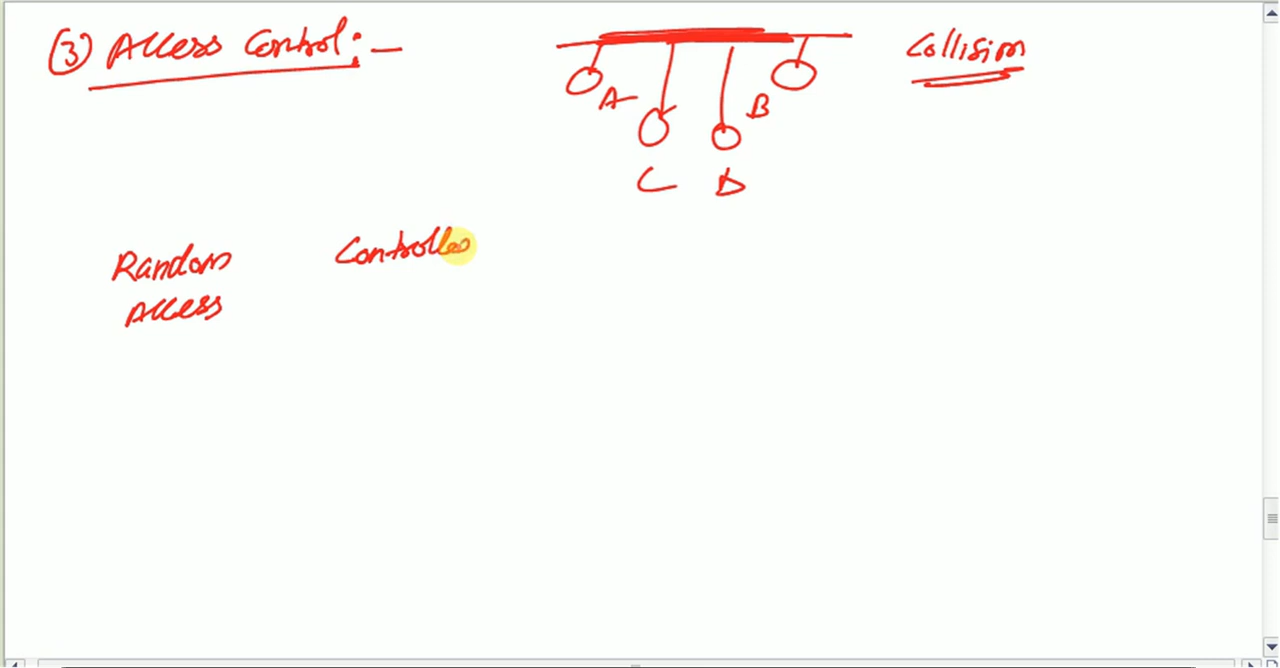 (3) Access Control:-
Collision
A
B
C D
Random Controlled
Access